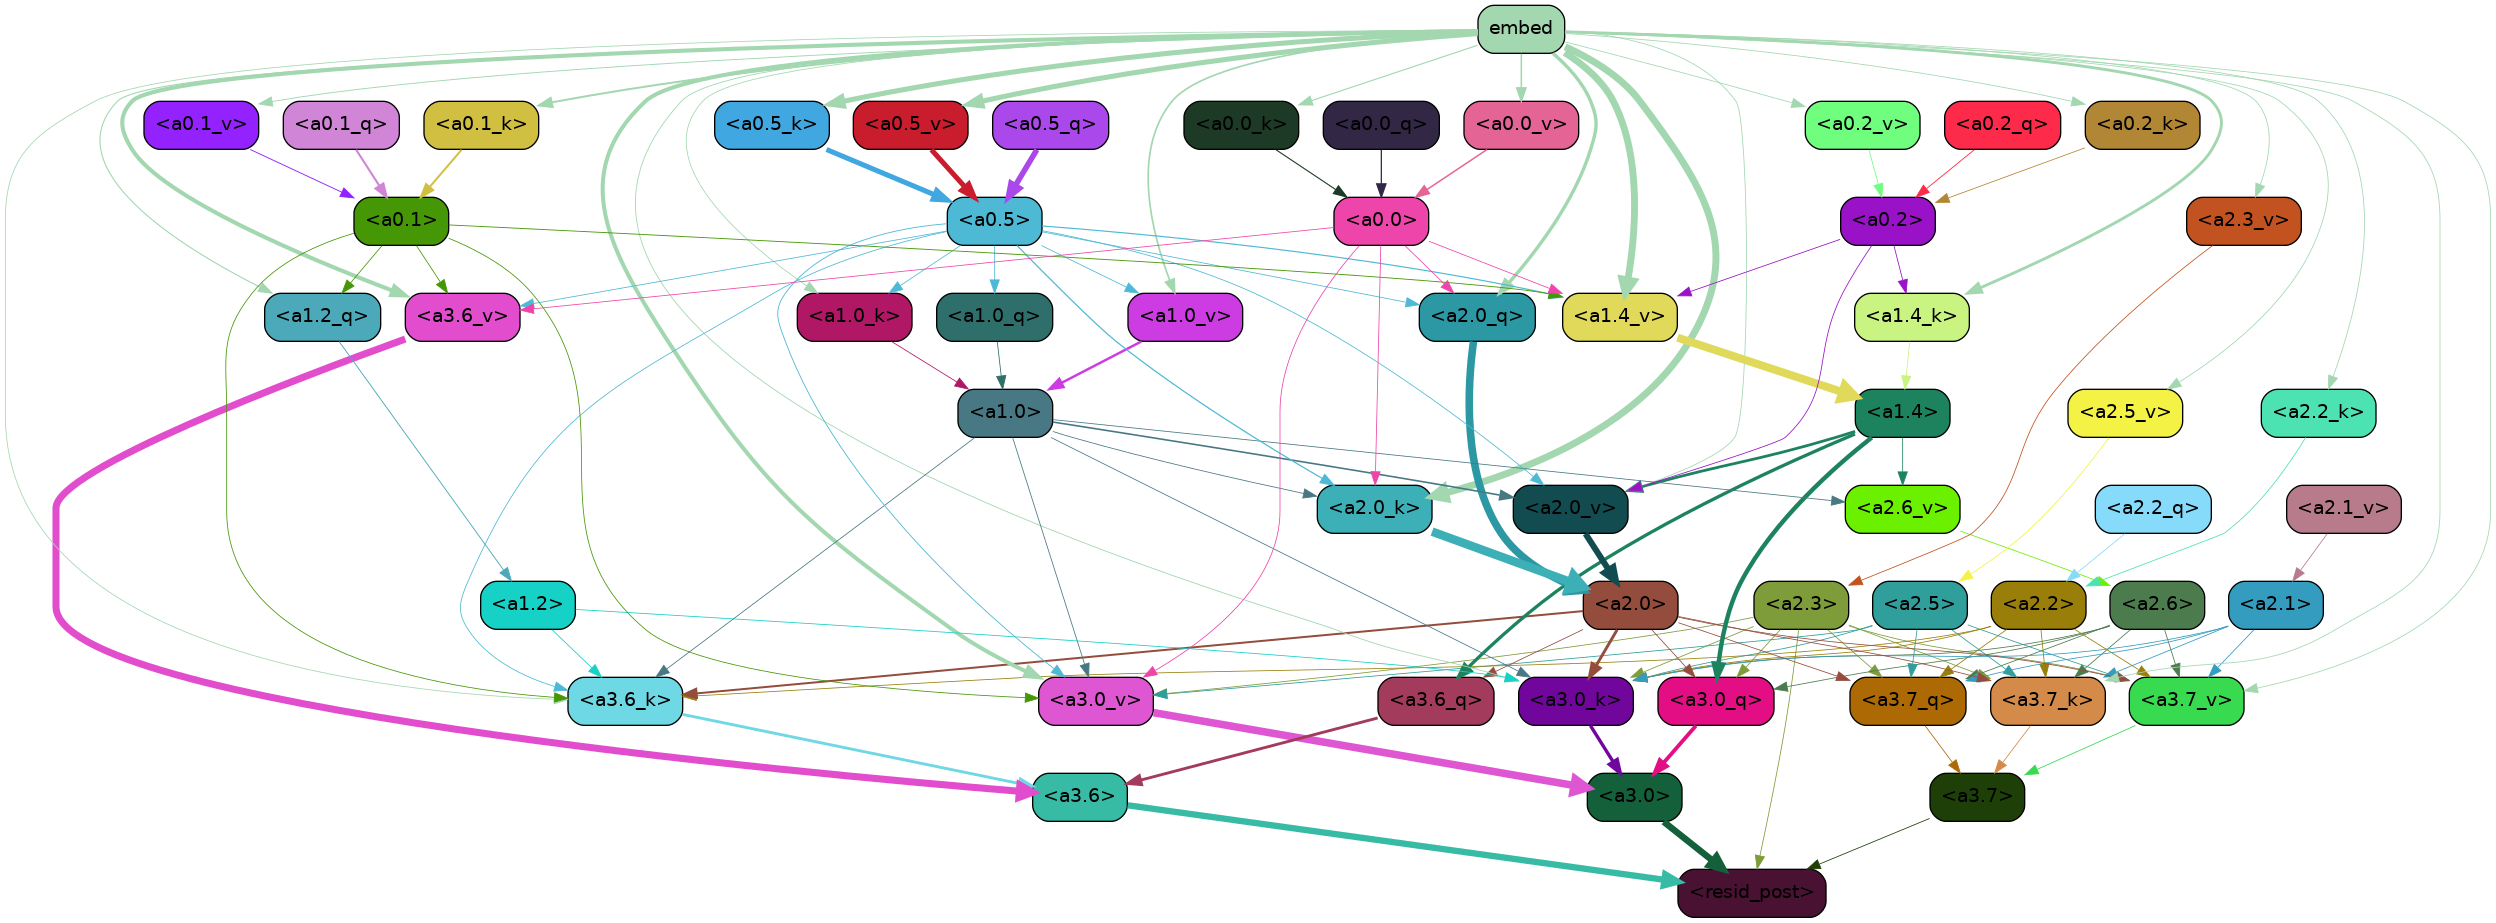 embed
<a0.1_v>
<a0.1_q>
<a0.1_k>
<a0.5_k>
<a0.5_v>
<a0.5_q>
<a0.0_k>
<a0.0_q>
<a0.0_v>
<a0.2_v>
<a0.2_q>
<a0.2_k>
<a0.1>
<a0.5>
<a0.0>
<a0.2>
<a2.3_v>
<a1.2_q>
<a3.6_v>
<a1.0_k>
<a1.0_q>
<a1.0_v>
<a2.0_q>
<a1.4_v>
<a1.4_k>
<a1.0>
<a1.4>
<a2.5_v>
<a2.2_k>
<a2.0_k>
<a2.0_v>
<a2.6_v>
<a2.2_q>
<a2.1_v>
<a1.2>
<a2.0>
<a2.3>
<a2.5>
<a2.2>
<a2.6>
<a2.1>
<a3.6_k>
<a3.0_v>
<a3.6_q>
<a3.0_k>
<a3.0_q>
<a3.7_q>
<a3.7_k>
<a3.7_v>
<a3.6>
<a3.0>
<a3.7>
<resid_post>